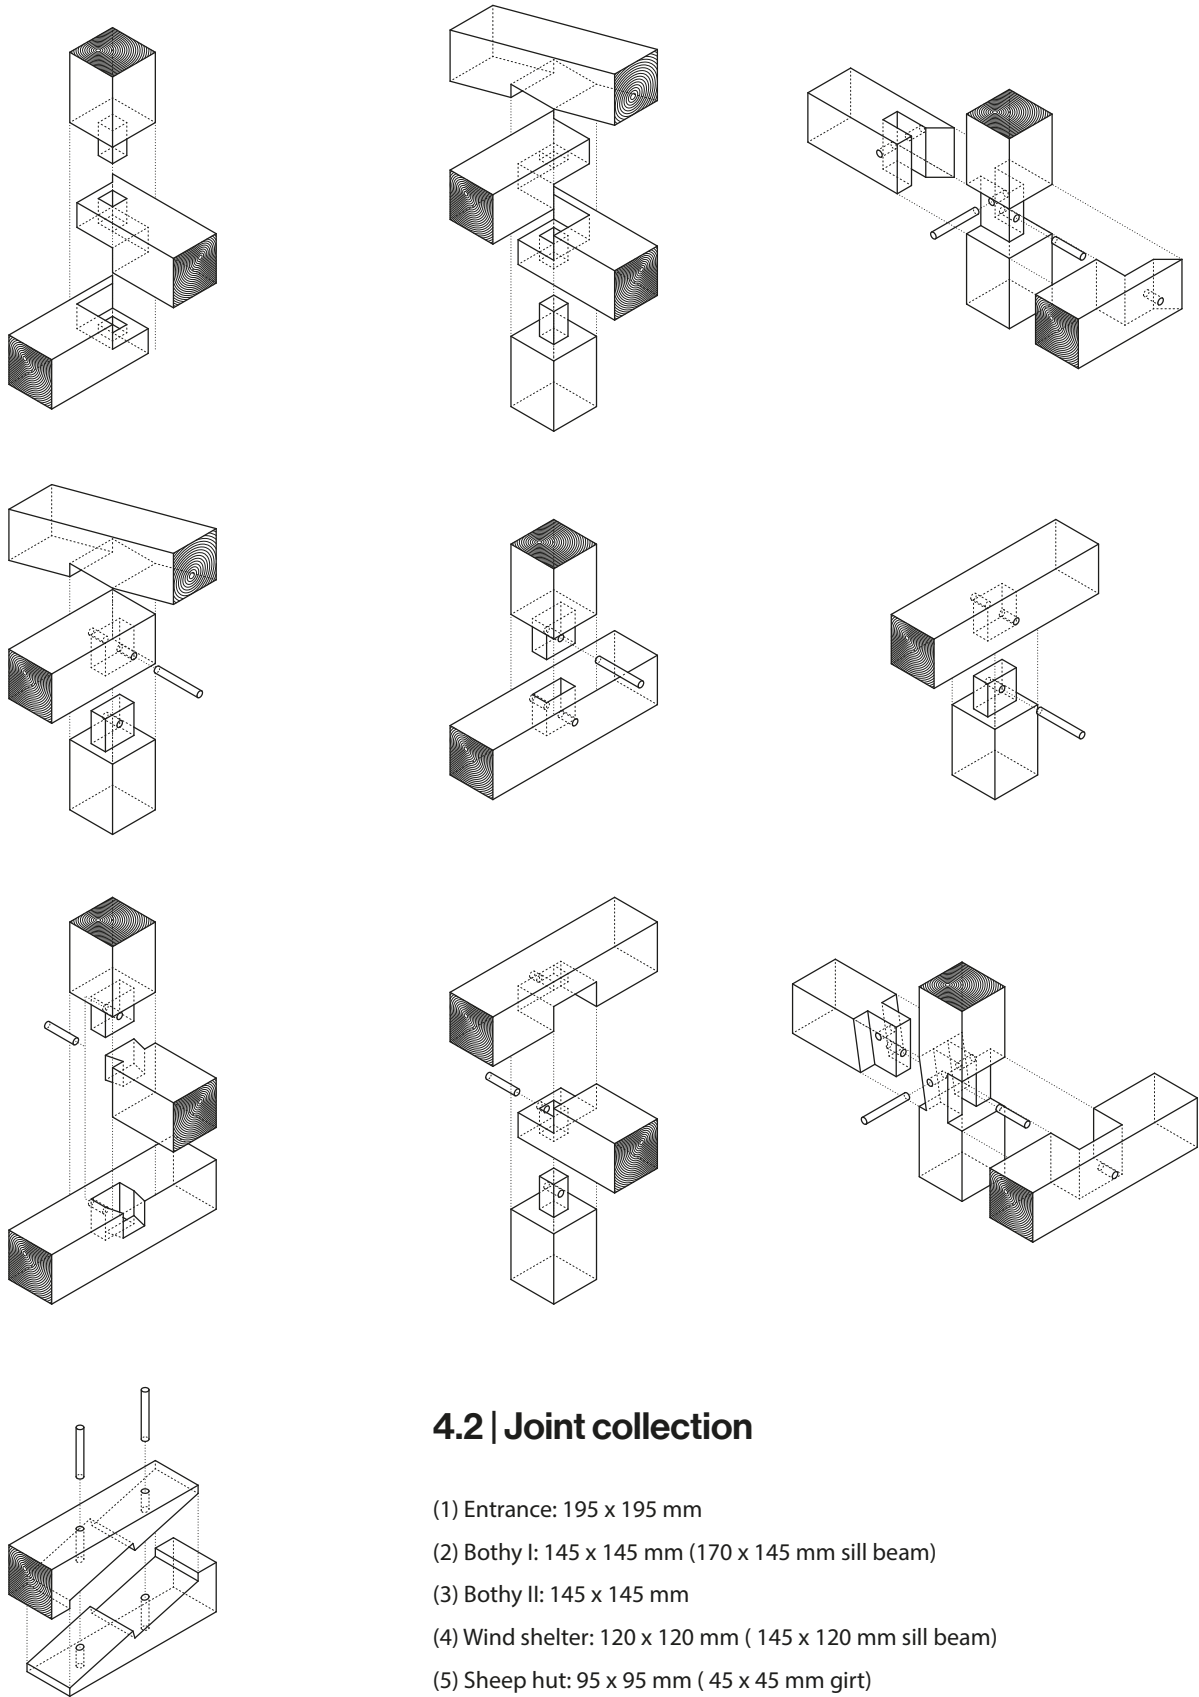 4.2 | Joint collection
(1) Entrance: 195 x 195 mm
(2) Bothy I: 145 x 145 mm (170 x 145 mm sill beam)
(3) Bothy II: 145 x 145 mm
(4) Wind shelter: 120 x 120 mm ( 145 x 120 mm sill beam)
(5) Sheep hut: 95 x 95 mm ( 45 x 45 mm girt)